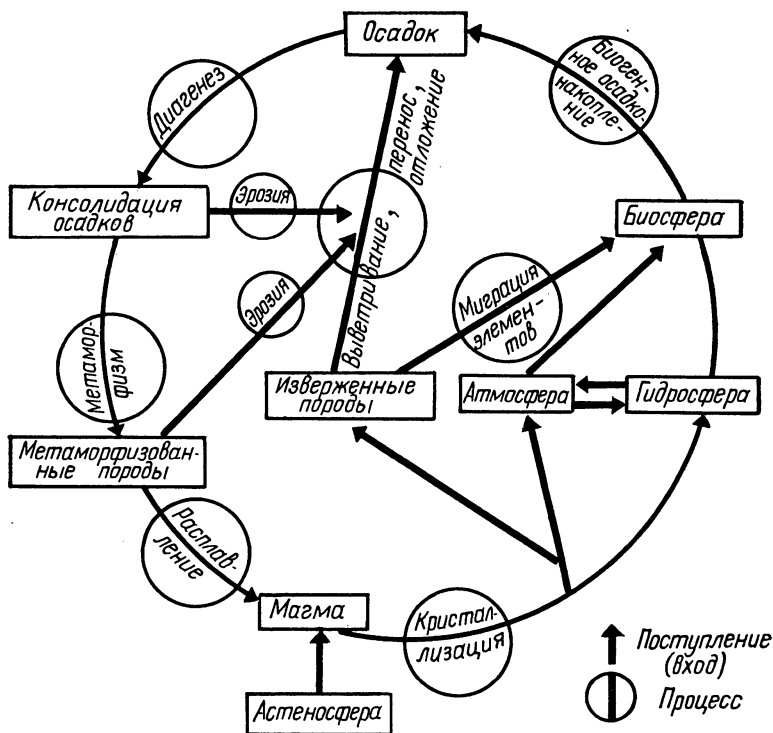 Осадок
Диагенез
Биоген-
ное осадко-
накопле-
ние
Выветривание, перенос,
отложение
Консолидация
осадков
Эрозия
Биосфера
Эрозия
Миграция
элемен-
тов
Метамор-
физм
Изверженные
породы
Атмосфера
Гидросфера
Метаморфизован-
ные породы
Расплав-
ление
Магма
Кристал-
лизация
Поступление
(вход)
Астеносфера
Процесс